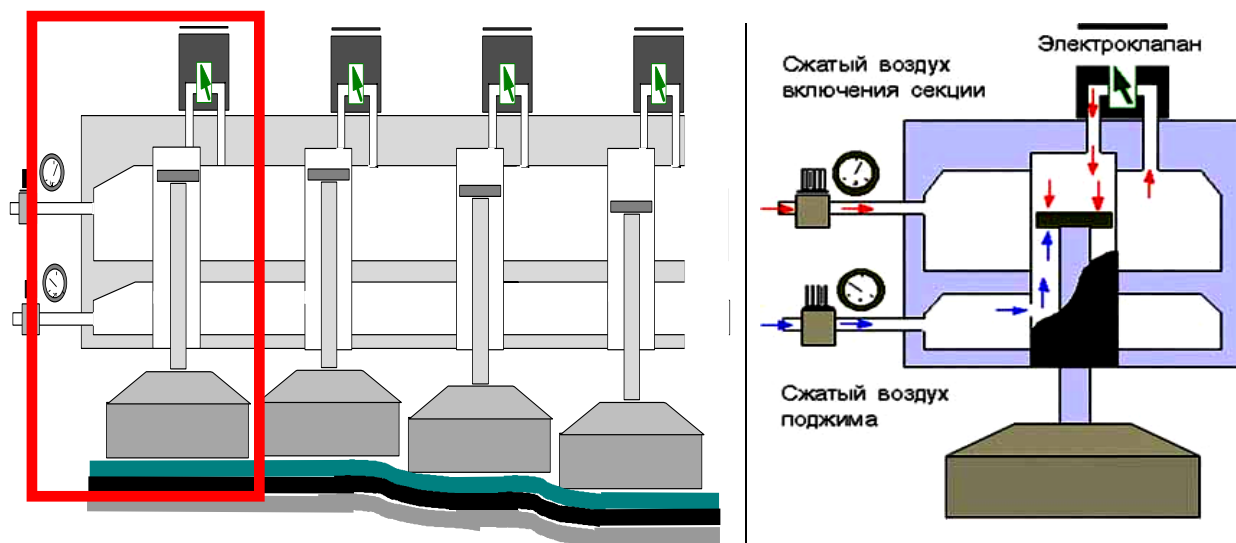 Электроклапан
Сжатый воздух
включения секции
Сжатый воздух
поджима